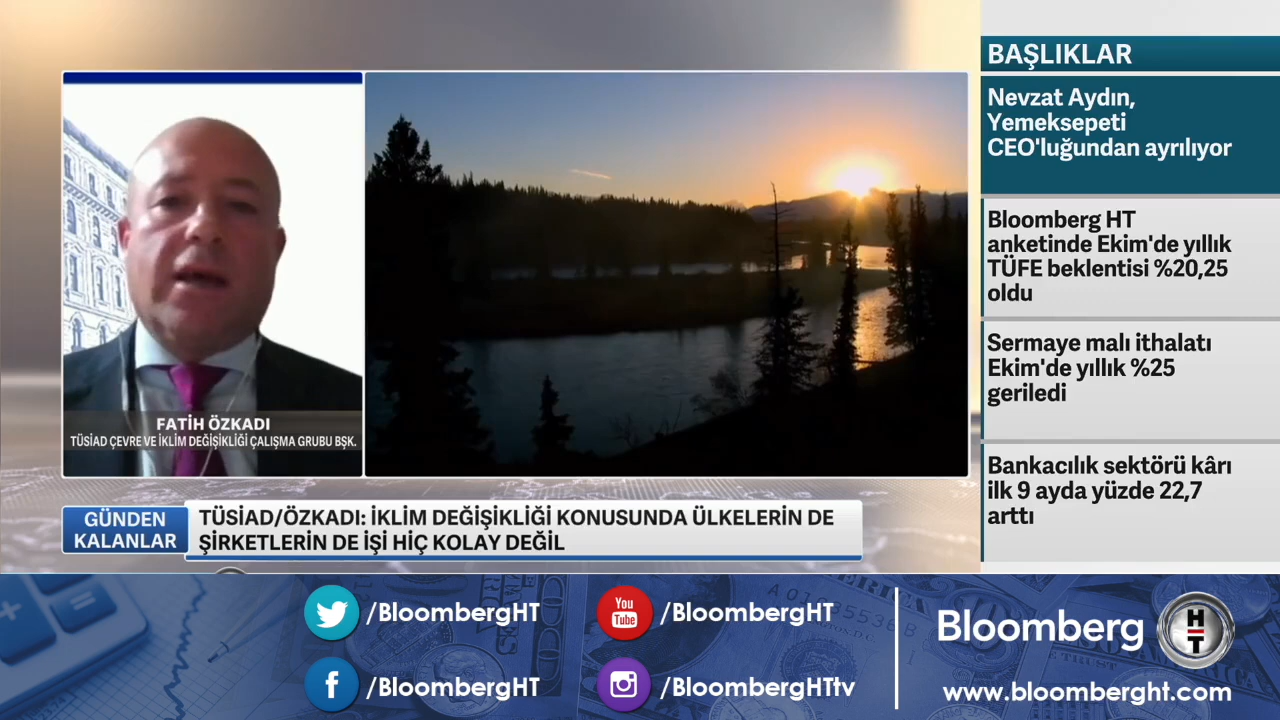 FATİH ÖZKADI
TÜSİAD ÇEVRE VE İKLİM DEĞİŞİKLİĞİ ÇALIŞMA GRUBU BŞK.
GÜNDEN
KALANLAR
TÜSİAD/ÖZKADI: İKLİM DEĞİŞİKLİĞİ KONUSUNDA ÜLKELERİN DE
ŞİRKETLERİN DE İŞİ HİÇ KOLAY DEĞİL
BAŞLIKLAR
Nevzat Aydın,
Yemeksepeti
CEO'luğundan ayrılıyor
Bloomberg HT
anketinde Ekim'de yıllık
TÜFE beklentisi %20,25
oldu
Sermaye malı ithalatı
Ekim'de yıllık %25
geriledi
Bankacılık sektörü kârı
ilk 9 ayda yüzde 22,7
arttı
/BloombergHT
You
Tube
/BloombergHT
f
/BloombergHT
/BloombergHTtv
Bloomberg HT
www.bloomberght.com